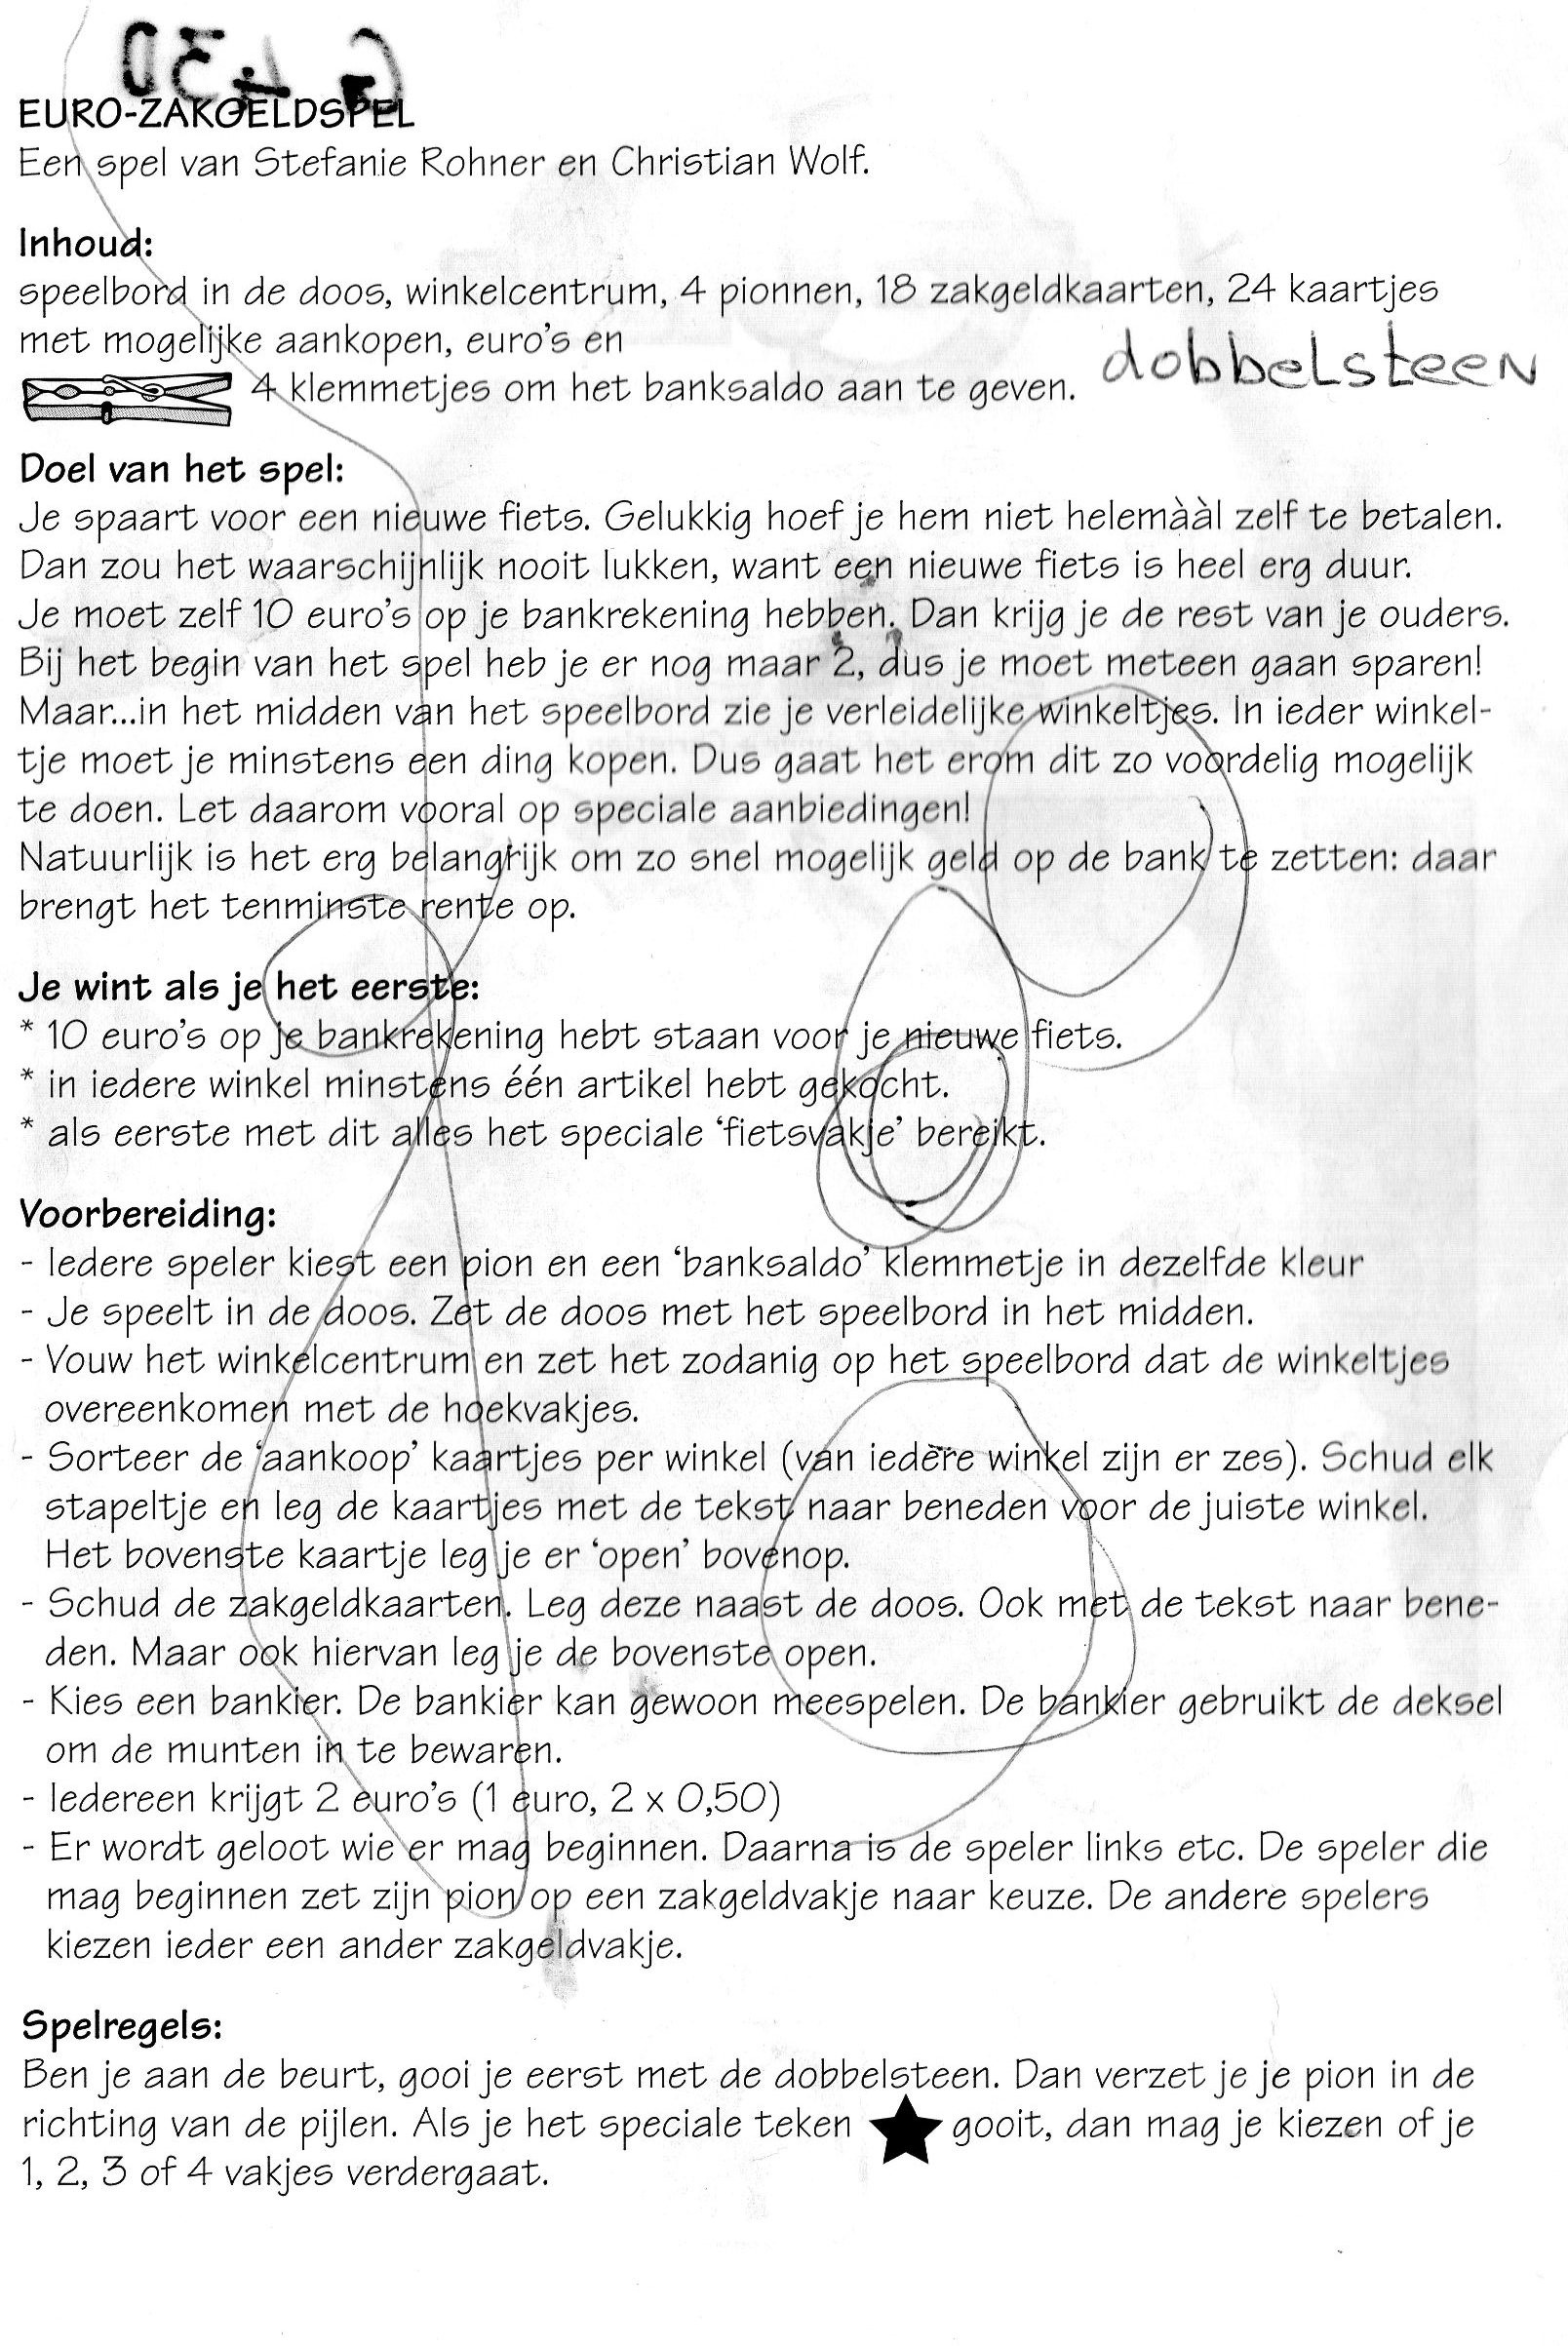 EURO-ZAKGELDSPEL
Een spel van Stefanie Rohner en Christian Wolf.
Inhoud:
speelbord in de doos, winkelcentrum, 4 pionnen, 18 zakgeldkaarten, 24 kaartjes
met mogelijke aankopen, euro's en
4 klemmetjes om het banksaldo aan te geven. dobbelsteen
Doel van het spel:
Je spaart voor een nieuwe fiets. Gelukkig hoef je hem niet helemààl zelf te betalen.
Dan zou het waarschijnlijk nooit lukken, want een nieuwe fiets is heel erg duur.
Je moet zelf 10 euro's op je bankrekening hebben. Dan krijg je de rest van je ouders.
Bij het begin van het spel heb je er nog maar 2, dus je moet meteen gaan sparen!
Maar...in het midden van het speelbord zie je verleidelijke winkeltjes. In ieder winkel-
tje moet je minstens een ding kopen. Dus gaat het erom dit zo voordelig mogelijk
te doen. Let daarom vooral op speciale aanbiedingen!
Natuurlijk is het erg belangrijk om zo snel mogelijk geld op de bank te zetten: daar
brengt het tenminste rente op.
Je wint als je het eerste:
* 10 euro's op je bankrekening hebt staan voor je nieuwe fiets.
* in iedere winkel minstens één artikel hebt gekocht.
* als eerste met dit alles het speciale 'fietsvakje' bereikt.
Voorbereiding:
- Iedere speler kiest een pion en een 'banksaldo' klemmetje in dezelfde kleur
- Je speelt in de doos. Zet de doos met het speelbord in het midden.
- Vouw het winkelcentrum en zet het zodanig op het speelbord dat de winkeltjes
overeenkomen met de hoekvakjes.
- Sorteer de 'aankoop' kaartjes per winkel (van iedere winkel zijn er zes). Schud elk
stapeltje en leg de kaartjes met de tekst naar beneden voor de juiste winkel.
Het bovenste kaartje leg je er 'open' bovenop.
- Schud de zakgeldkaarten. Leg deze naast de doos. Ook met de tekst naar bene-
den. Maar ook hiervan leg je de bovenste open.
- Kies een bankier. De bankier kan gewoon meespelen. De bankier gebruikt de deksel
om de munten in te bewaren.
- Iedereen krijgt 2 euro's (1 euro, 2 x 0,50)
- Er wordt geloot wie er mag beginnen. Daarna is de speler links etc. De speler die
mag beginnen zet zijn pion op een zakgeldvakje naar keuze. De andere spelers
kiezen ieder een ander zakgeldvakje.
Spelregels:
Ben je aan de beurt, gooi je eerst met de dobbelsteen. Dan verzet je je pion in de
richting van de pijlen. Als je het speciale teken ★ gooit, dan mag je kiezen of je
1, 2, 3 of 4 vakjes verdergaat.